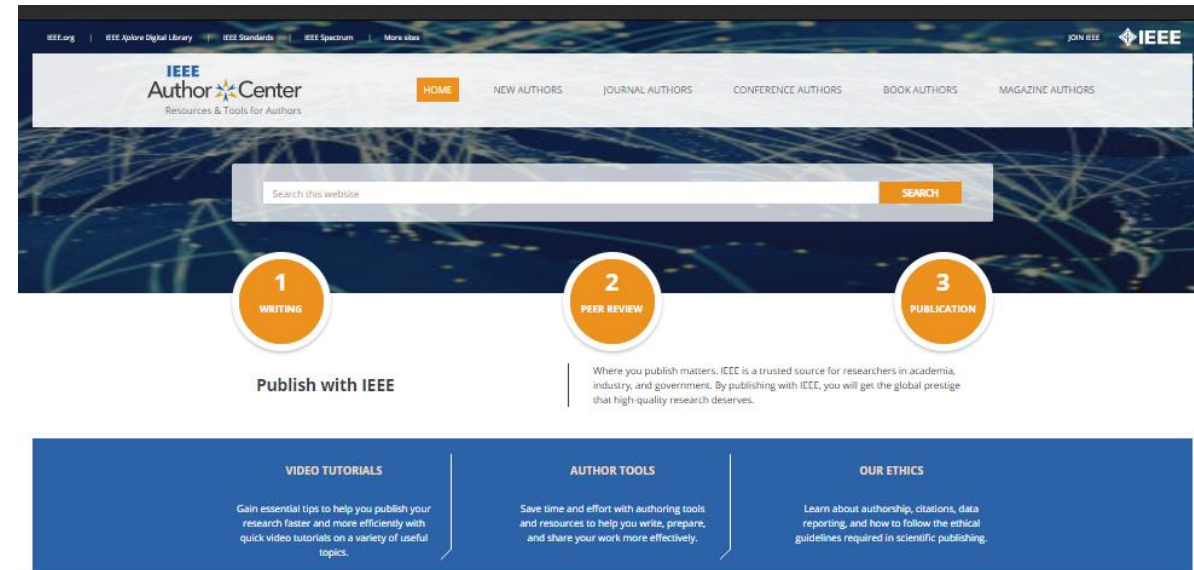 IEEE.org | IEEE Xplore Digital Library | IEEE Standards | IEEE Spectrum | More sites JOIN IEEE IEEE
IEEE
Author Center
Resources & Tools for Authors
HOME NEW AUTHORS JOURNAL AUTHORS CONFERENCE AUTHORS BOOK AUTHORS MAGAZINE AUTHORS
Search this website SEARCH
1
WRITING
2
PEER REVIEW
3
PUBLICATION
Publish with IEEE
Where you publish matters. IEEE is a trusted source for researchers in academia,
industry, and government. By publishing with IEEE, you will get the global prestige
that high-quality research deserves.
VIDEO TUTORIALS
Gain essential tips to help you publish your
research faster and more efficiently with
quick video tutorials on a variety of useful
topics.
AUTHOR TOOLS
Save time and effort with authoring tools
and resources to help you write, prepare,
and share your work more effectively.
OUR ETHICS
Learn about authorship, citations, data
reporting, and how to follow the ethical
guidelines required in scientific publishing.